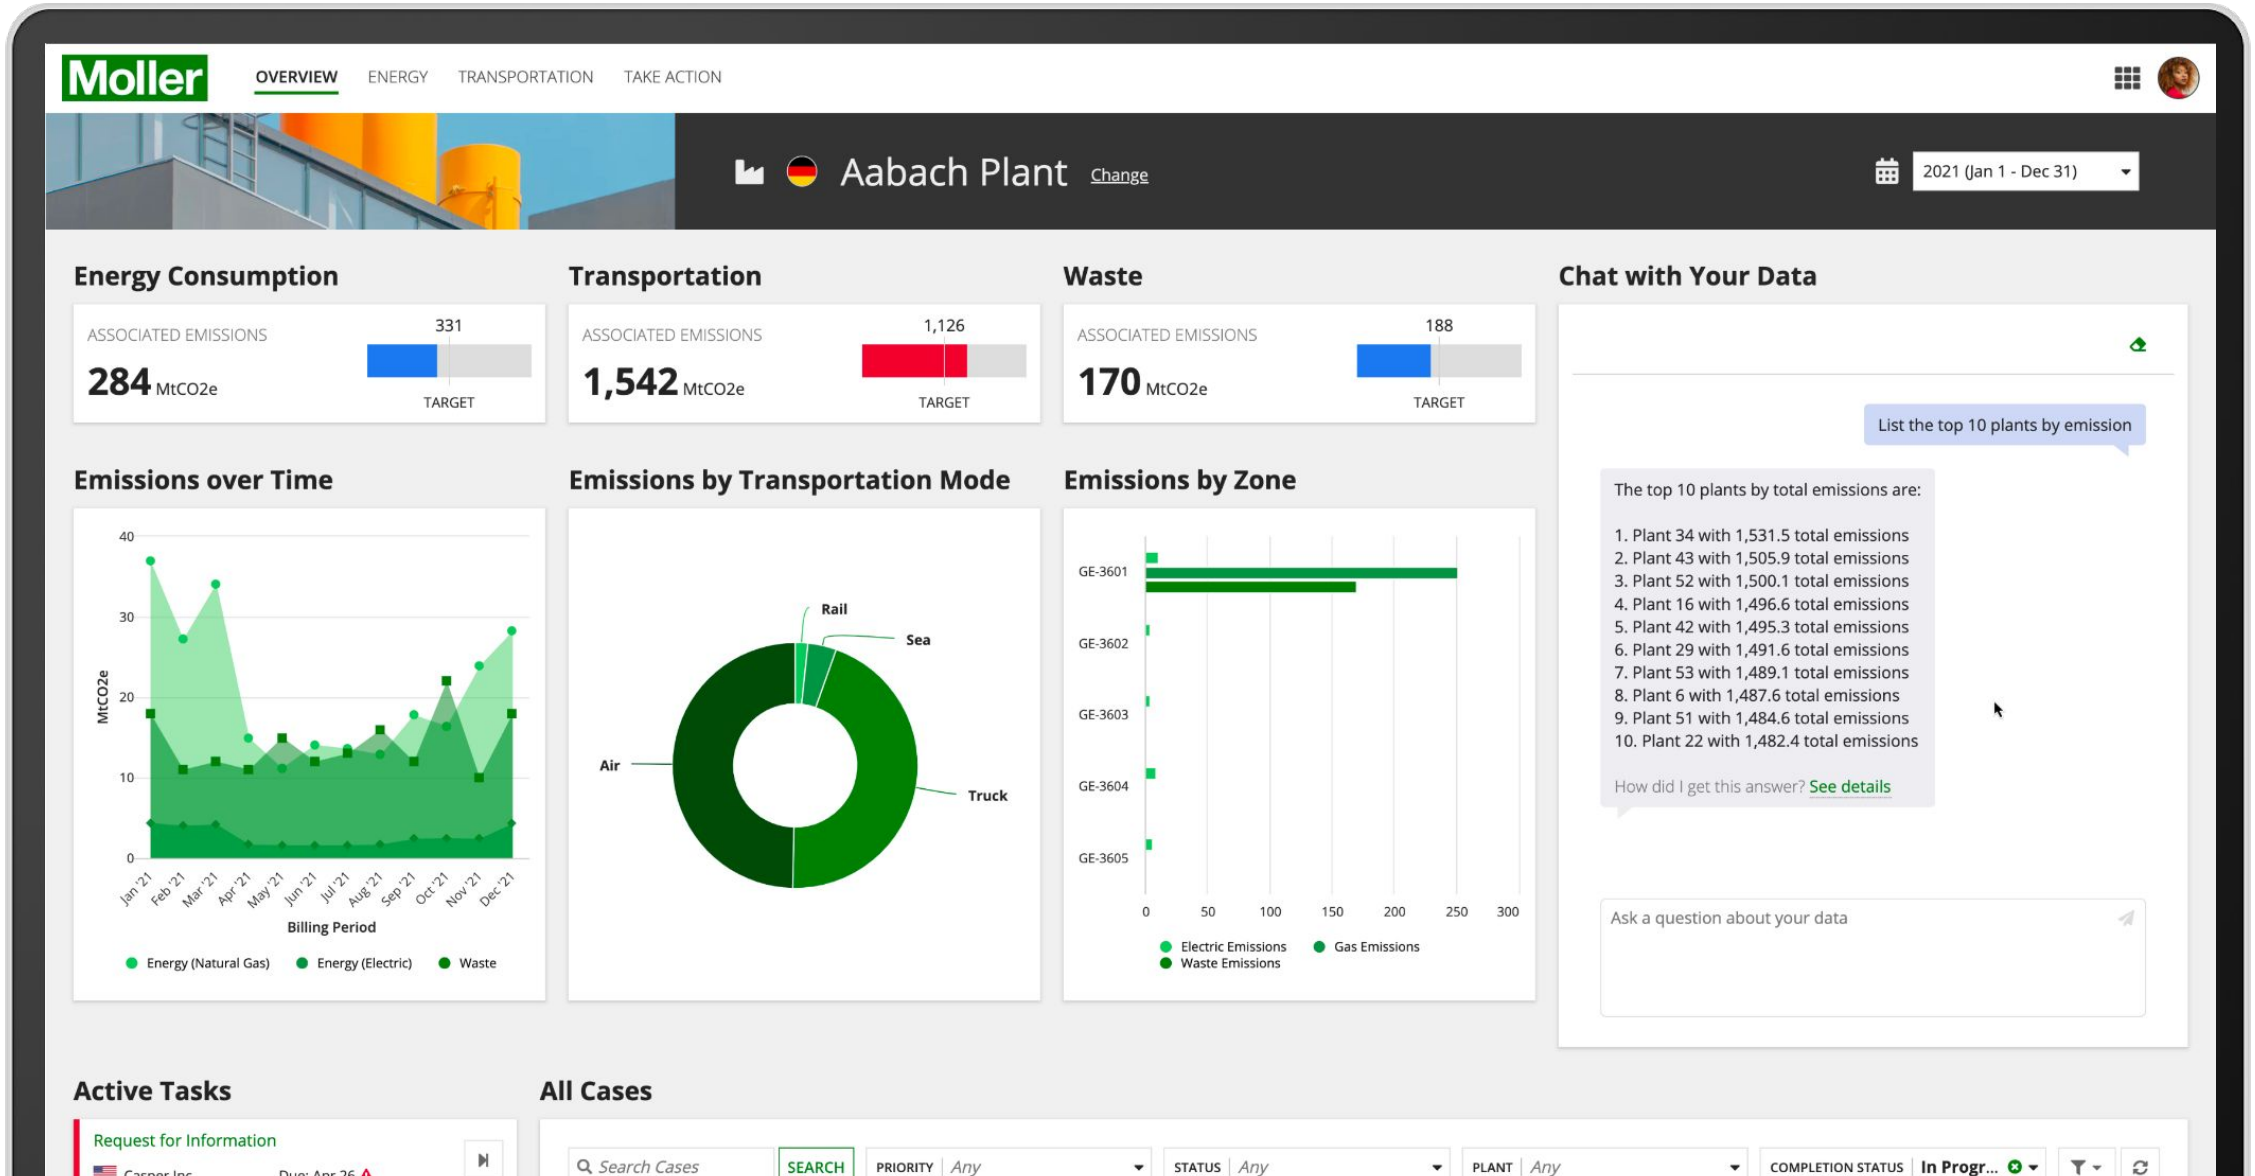 Moller
OVERVIEW ENERGY TRANSPORTATION TAKE ACTION
Aabach Plant Change
2021 (Jan 1 - Dec 31)
Energy Consumption
ASSOCIATED EMISSIONS
284 MtCO2e
331
TARGET
Transportation
ASSOCIATED EMISSIONS
1,542 MtCO2e
1,126
TARGET
Waste
ASSOCIATED EMISSIONS
170 MtCO2e
188
TARGET
Emissions over Time
MtCO2e
40
30
20
10
0
Jan '21 Feb '21 Mar '21 Apr '21 May '21 Jun '21 Jul '21 Aug '21 Sep '21 Oct '21 Nov '21 Dec '21
Billing Period
Energy (Natural Gas) Energy (Electric) Waste
Emissions by Transportation Mode
Rail
Sea
Air
Truck
Emissions by Zone
GE-3601
GE-3602
GE-3603
GE-3604
GE-3605
0 50 100 150 200 250 300
Electric Emissions Gas Emissions
Waste Emissions
Chat with Your Data
List the top 10 plants by emission
The top 10 plants by total emissions are:
1. Plant 34 with 1,531.5 total emissions
2. Plant 43 with 1,505.9 total emissions
3. Plant 52 with 1,500.1 total emissions
4. Plant 16 with 1,496.6 total emissions
5. Plant 42 with 1,495.3 total emissions
6. Plant 29 with 1,491.6 total emissions
7. Plant 53 with 1,489.1 total emissions
8. Plant 6 with 1,487.6 total emissions
9. Plant 51 with 1,484.6 total emissions
10. Plant 22 with 1,482.4 total emissions
How did I get this answer? See details
Ask a question about your data
Active Tasks
Request for Information
Casper Inc Due: Apr 26
All Cases
Search Cases SEARCH PRIORITY Any STATUS Any PLANT Any COMPLETION STATUS In Progr...